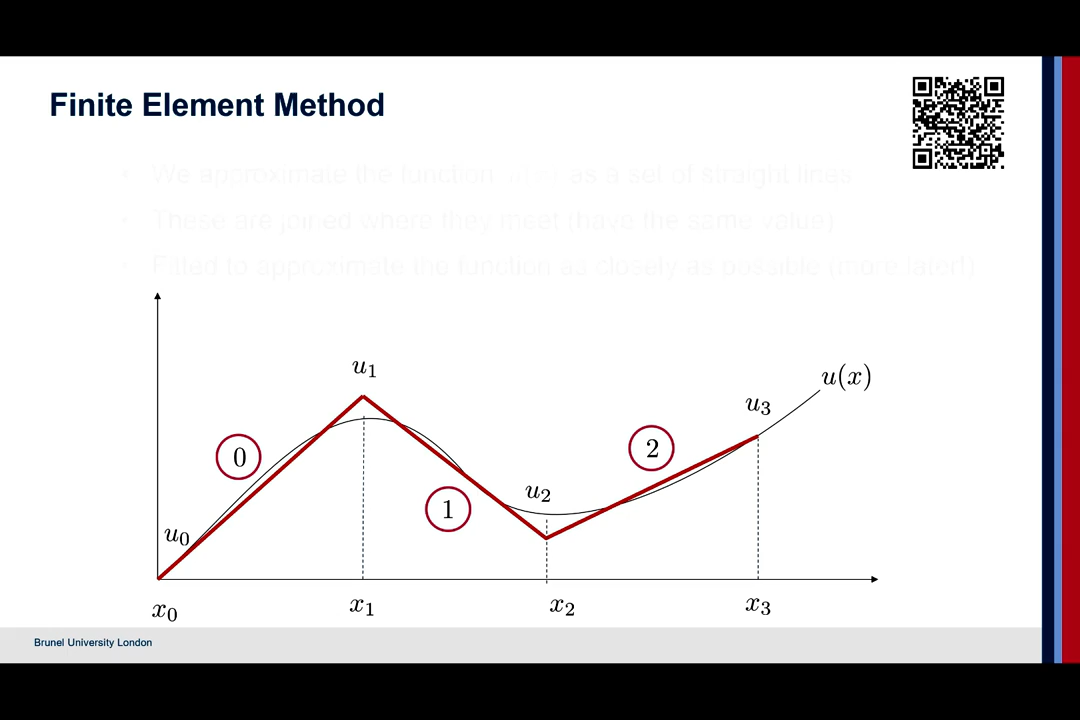 Finite Element Method
We approximate the function as a set of straight lines
These are joined where they meet (have the same value)
Fitted to approximate the function as closely as possible (more later!)
u(x)
u₁
u₃
0
2
u₂
1
u₀
x₀
x₁
x₂
x₃
Brunel University London